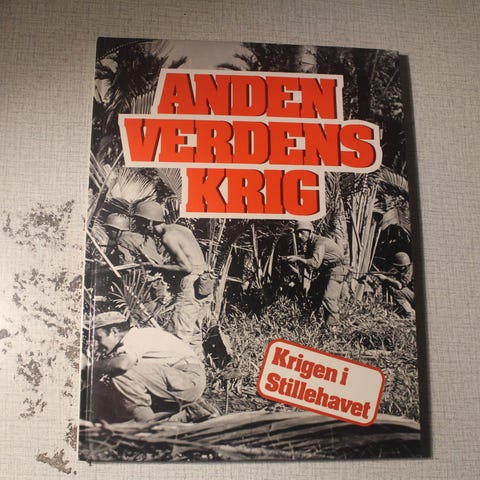 ANDEN
VERDENS
KRIG
Krigen i
Stillehavet